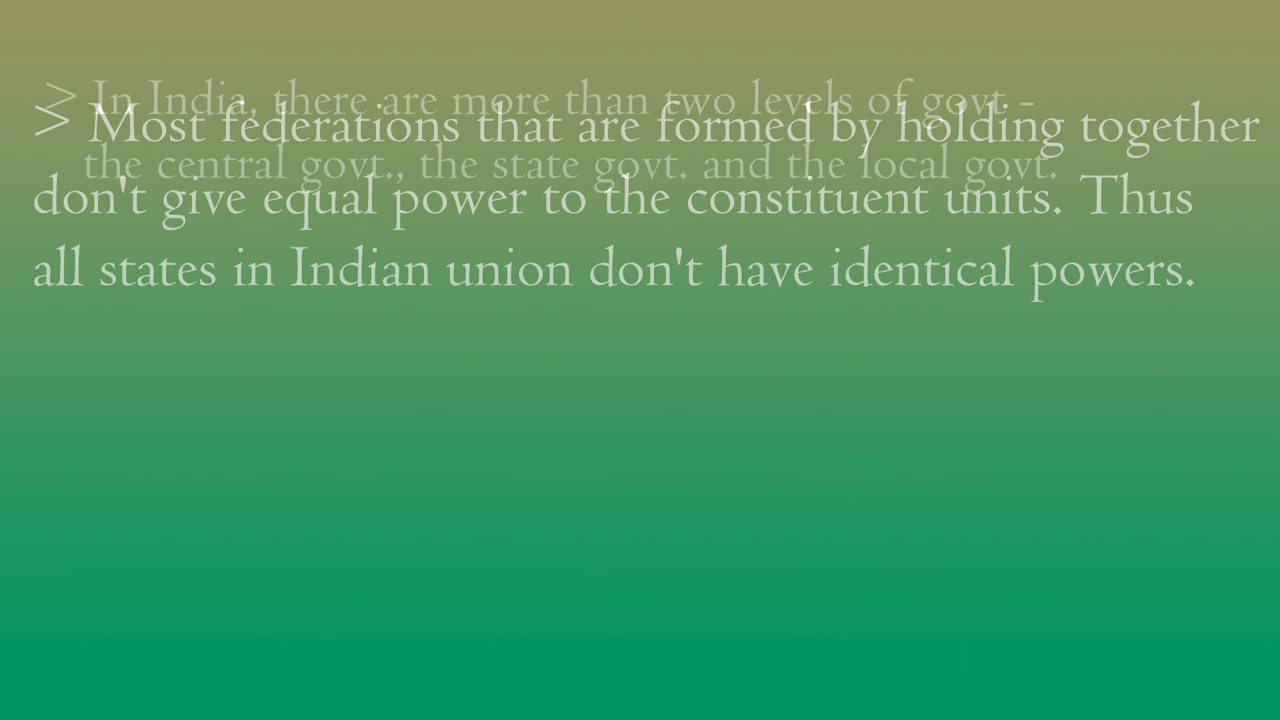 > In India, there are more than two levels of govt -
> Most federations that are formed by holding together
the central govt., the state govt. and the local govt.
don't give equal power to the constituent units. Thus
all states in Indian union don't have identical powers.